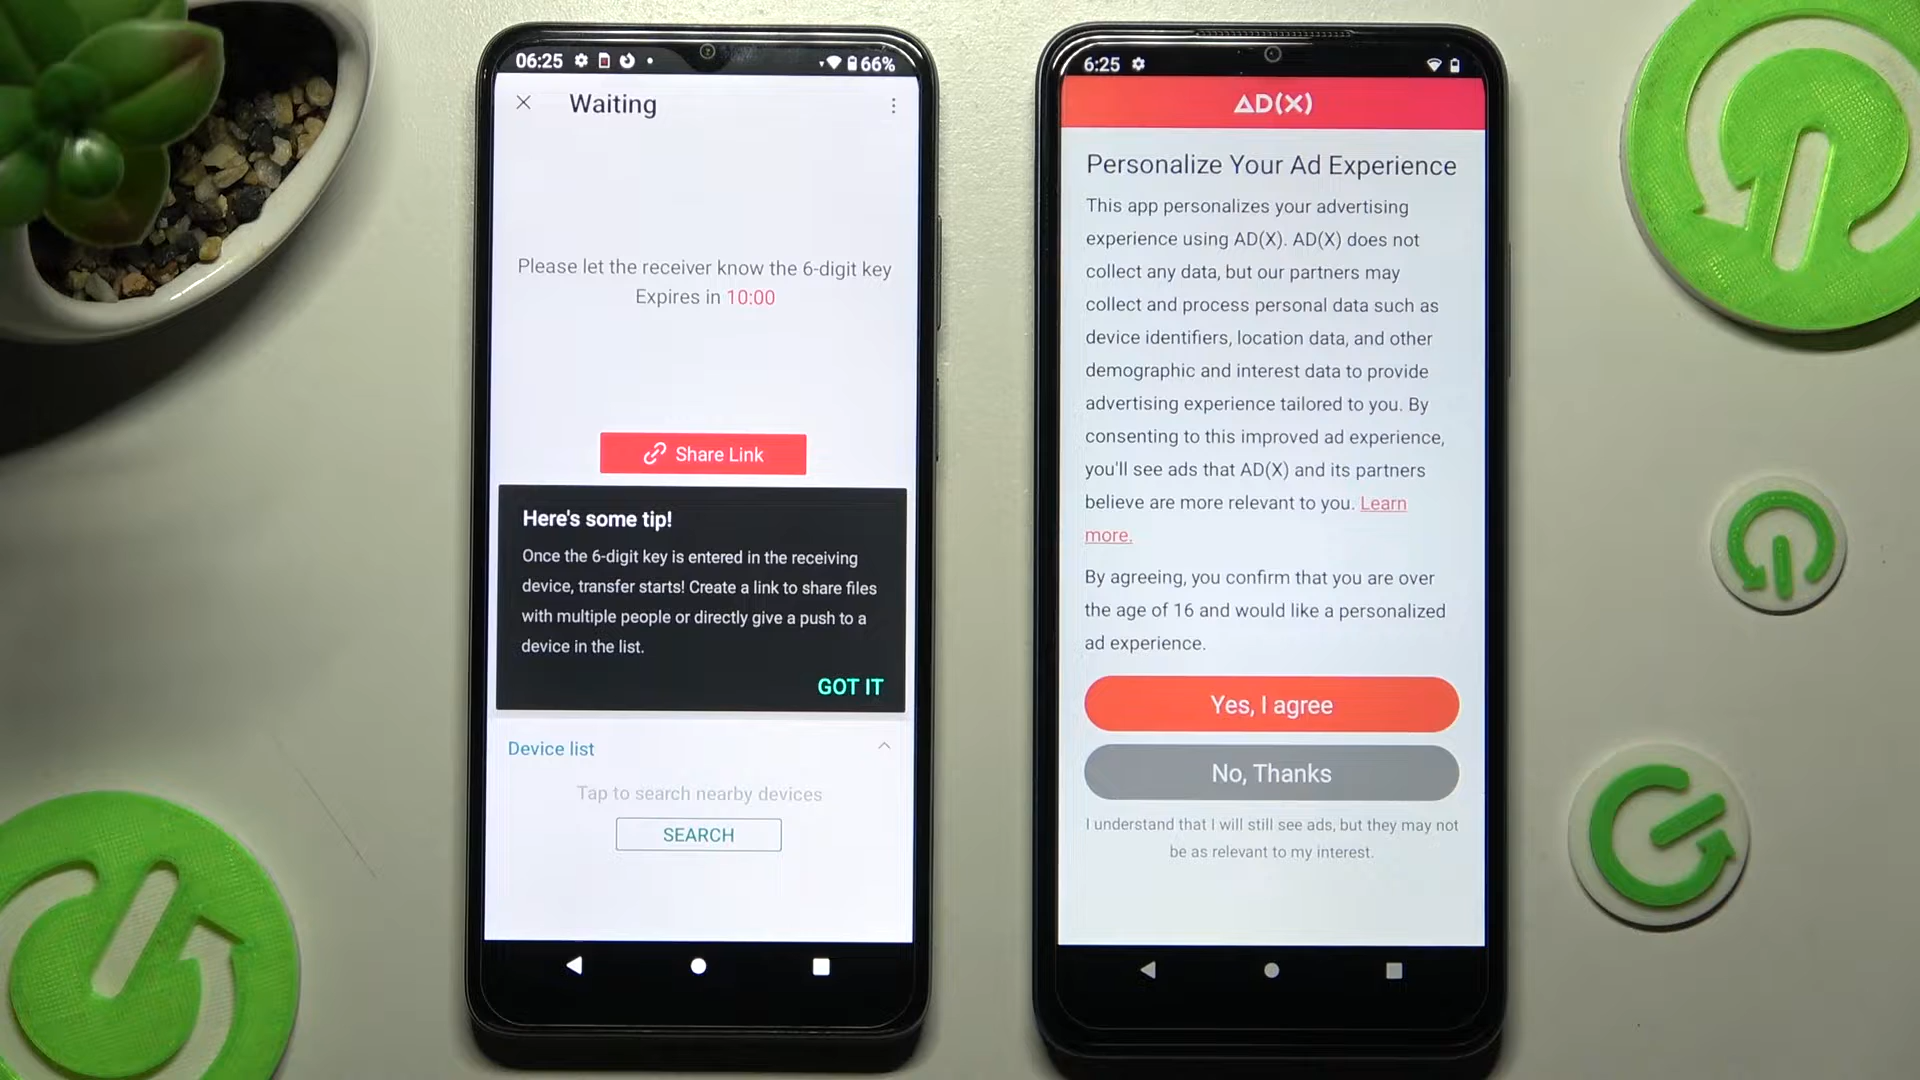 06:25
66%
Waiting
Please let the receiver know the 6-digit key
Expires in 10:00
Share Link
Here's some tip!
Once the 6-digit key is entered in the receiving
device, transfer starts! Create a link to share files
with multiple people or directly give a push to a
device in the list.
GOT IT
Device list
Tap to search nearby devices
SEARCH
6:25
AD(X)
Personalize Your Ad Experience
This app personalizes your advertising
experience using AD(X). AD(X) does not
collect any data, but our partners may
collect and process personal data such as
device identifiers, location data, and other
demographic and interest data to provide
advertising experience tailored to you. By
consenting to this improved ad experience,
you'll see ads that AD(X) and its partners
believe are more relevant to you. Learn
more.
By agreeing, you confirm that you are over
the age of 16 and would like a personalized
ad experience.
Yes, I agree
No, Thanks
I understand that I will still see ads, but they may not
be as relevant to my interest.